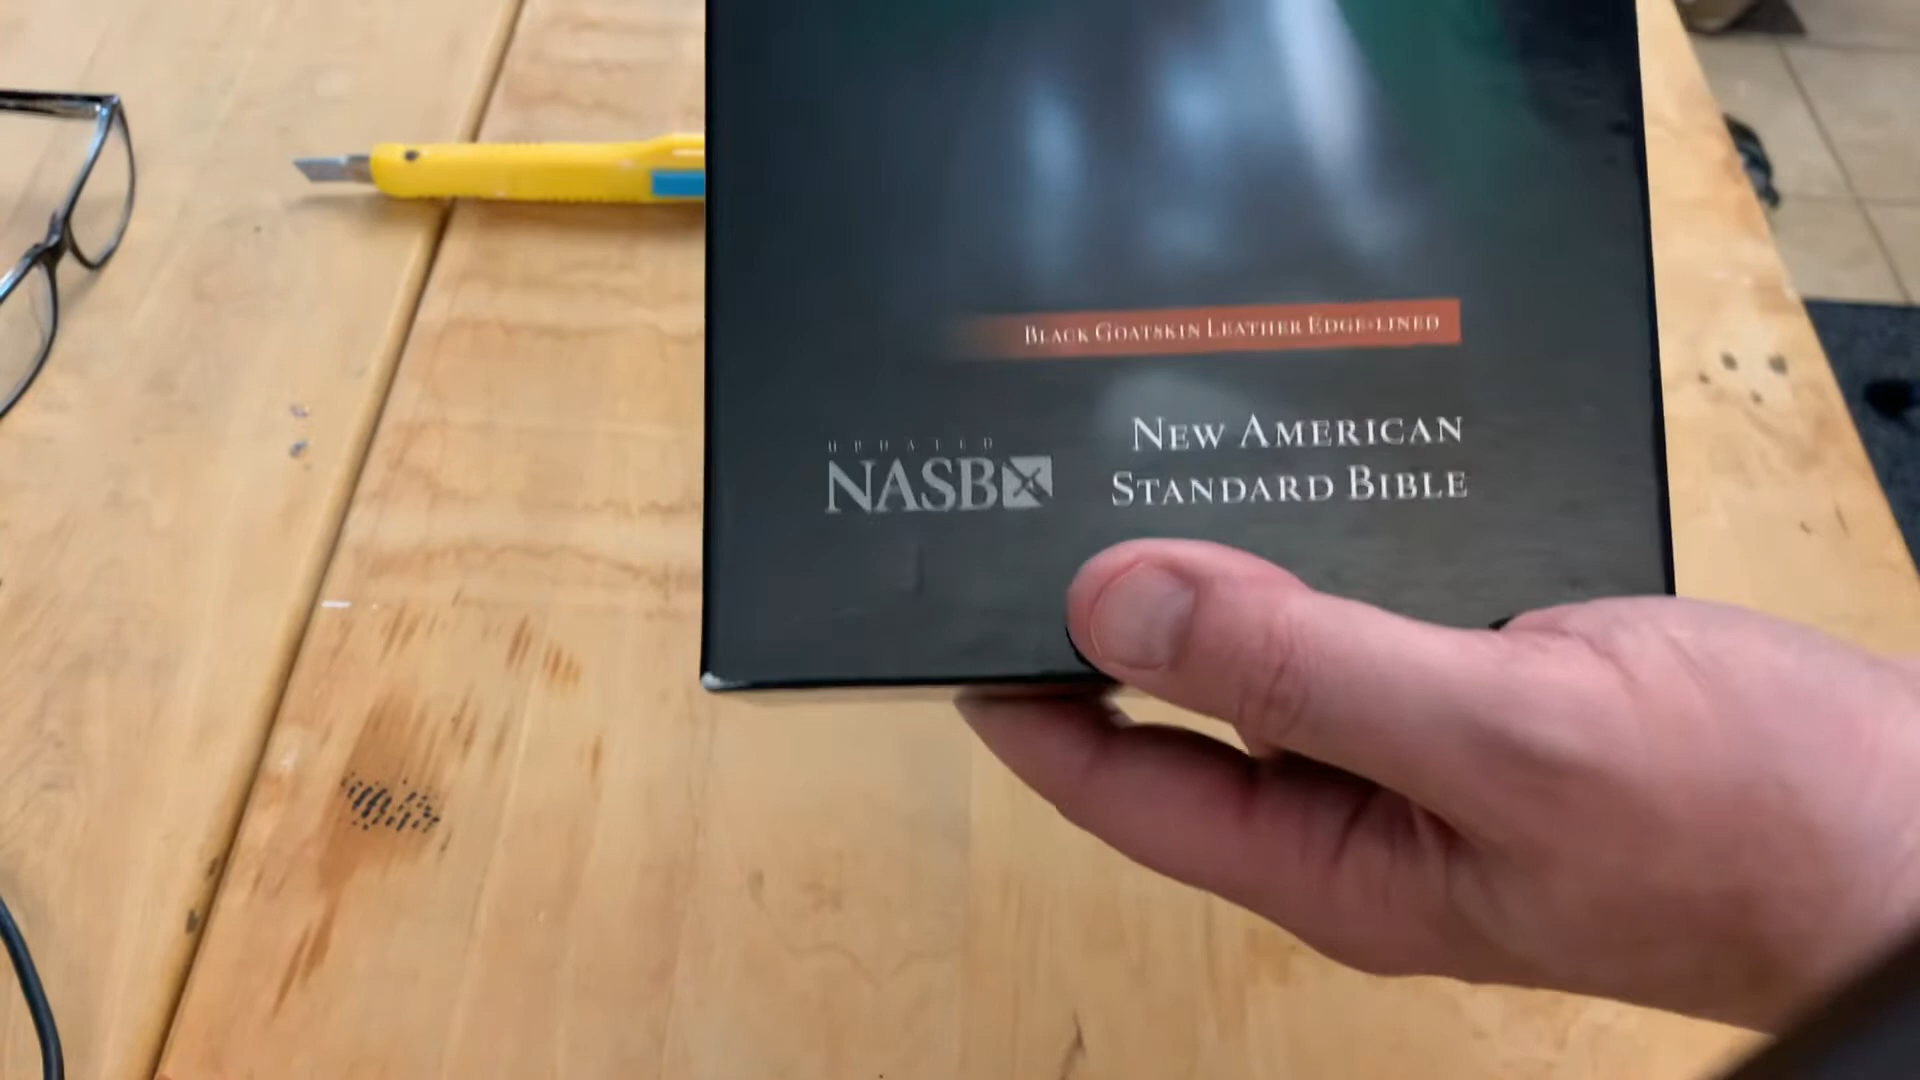 BLACK GOATSKIN LEATHER EDGE-LINED
UPDATED
NASB
NEW AMERICAN
STANDARD BIBLE